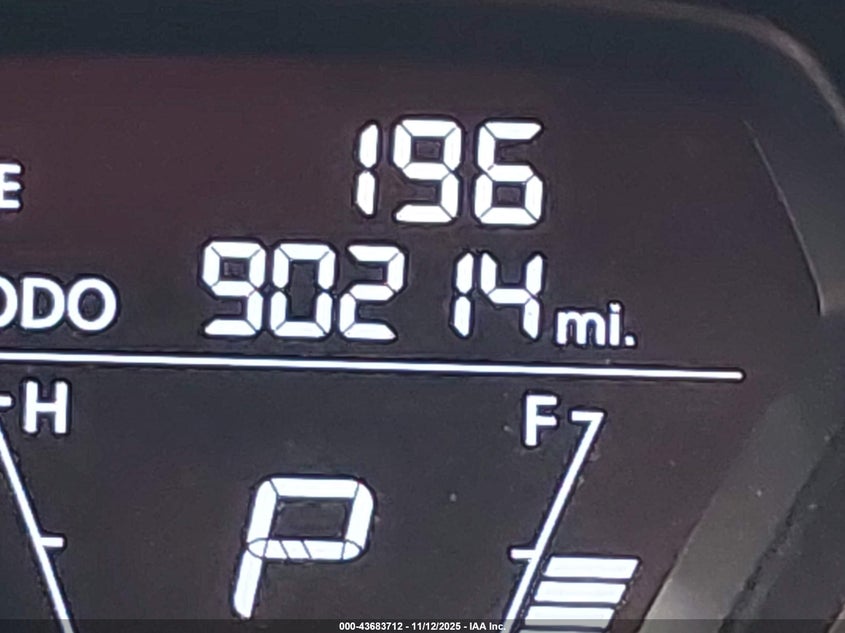 E 196
ODO 90214 mi.
H F
P
000-43683712 - 11/12/2025 - IAA Inc.